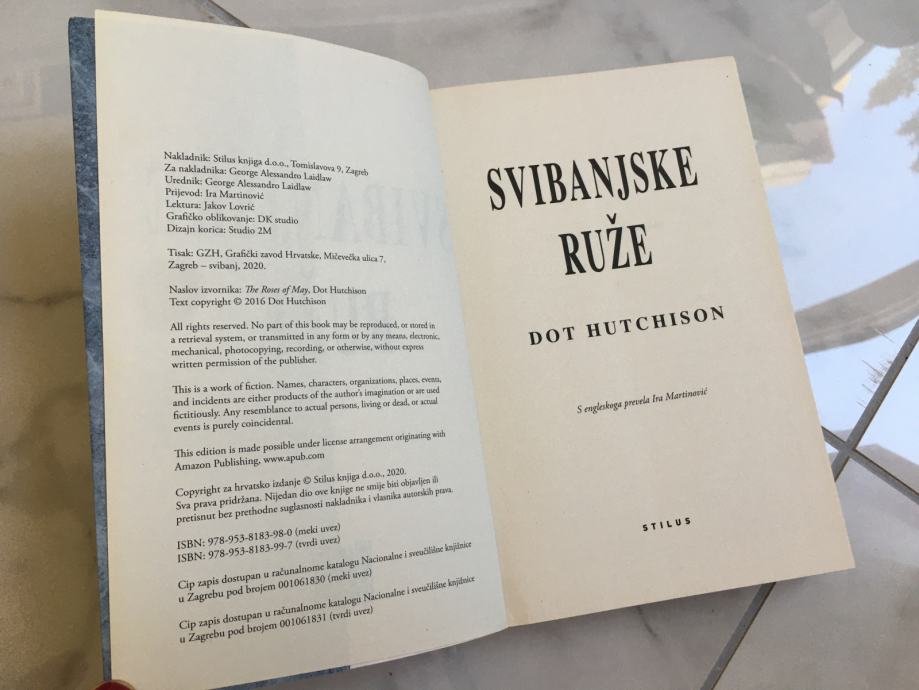 Nakladnik: Stilus knjiga d.o.o., Tomislavova 9, Zagreb
Za nakladnika: George Alessandro Laidlaw
Urednik: George Alessandro Laidlaw
Prijevod: Ira Martinović
Lektura: Jakov Lovrić
Grafičko oblikovanje: DK studio
Dizajn korica: Studio 2M
Tisak: GZH, Grafički zavod Hrvatske, Mičevečka ulica 7,
Zagreb – svibanj, 2020.
Naslov izvornika: The Roses of May, Dot Hutchison
Text copyright © 2016 Dot Hutchison
All rights reserved. No part of this book may be reproduced, or stored in
a retrieval system, or transmitted in any form or by any means, electronic,
mechanical, photocopying, recording, or otherwise, without express
written permission of the publisher.
This is a work of fiction. Names, characters, organizations, places, events,
and incidents are either products of the author's imagination or are used
fictitiously. Any resemblance to actual persons, living or dead, or actual
events is purely coincidental.
This edition is made possible under license arrangement originating with
Amazon Publishing, www.apub.com
Copyright za hrvatsko izdanje © Stilus knjiga d.o.o., 2020.
Sva prava pridržana. Nijedan dio ove knjige ne smije biti objavljen ili
pretisnut bez prethodne suglasnosti nakladnika i vlasnika autorskih prava.
ISBN: 978-953-8183-98-0 (meki uvez)
ISBN: 978-953-8183-99-7 (tvrdi uvez)
Cip zapis dostupan u računalnome katalogu Nacionalne i sveučilišne knjižnice
u Zagrebu pod brojem 001061830 (meki uvez)
Cip zapis dostupan u računalnome katalogu Nacionalne i sveučilišne knjižnice
u Zagrebu pod brojem 001061831 (tvrdi uvez)
SVIBANJSKE
RUŽE
DOT HUTCHISON
S engleskoga prevela Ira Martinović
STILUS